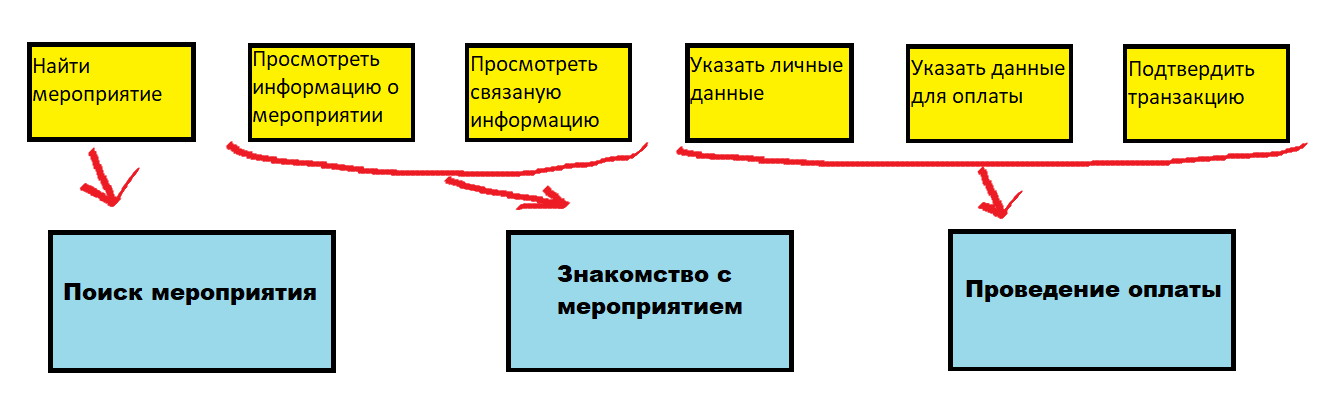 Найти
мероприятие
Просмотреть
информацию о
мероприятии
Просмотреть
связаную
информацию
Указать личные
данные
Указать данные
для оплаты
Подтвердить
транзакцию
Поиск мероприятия
Знакомство с
мероприятием
Проведение оплаты